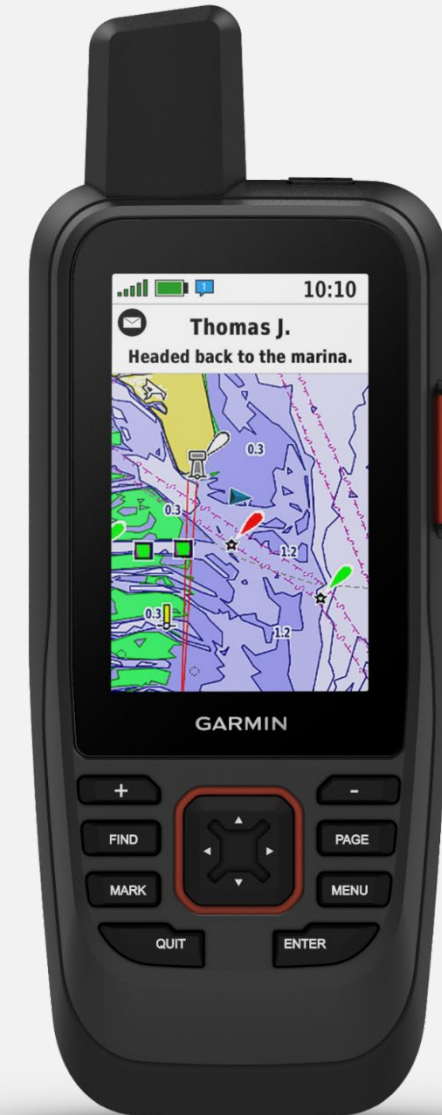 1
10:10
Thomas J.
Headed back to the marina.
0.3
0.3
1.2
0.3
1.2
GARMIN
+
-
FIND
PAGE
MARK
MENU
QUIT
ENTER